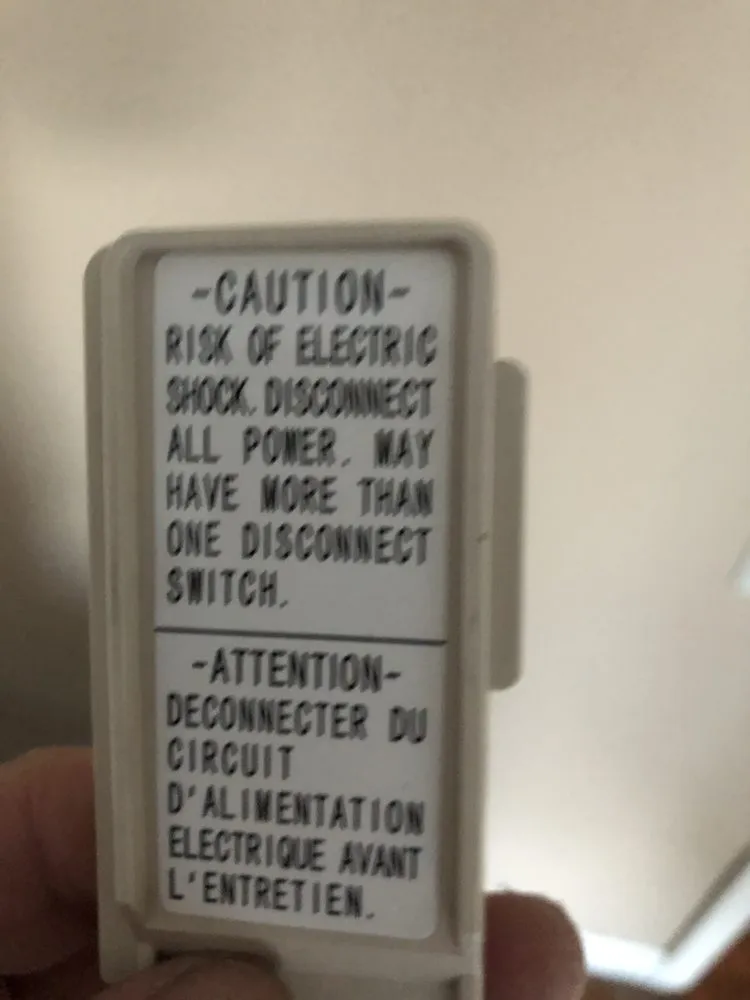 -CAUTION-
RISK OF ELECTRIC
SHOCK. DISCONNECT
ALL POWER. MAY
HAVE MORE THAN
ONE DISCONNECT
SWITCH.
-ATTENTION-
DECONNECTER DU
CIRCUIT
D'ALIMENTATION
ELECTRIQUE AVANT
L'ENTRETIEN.